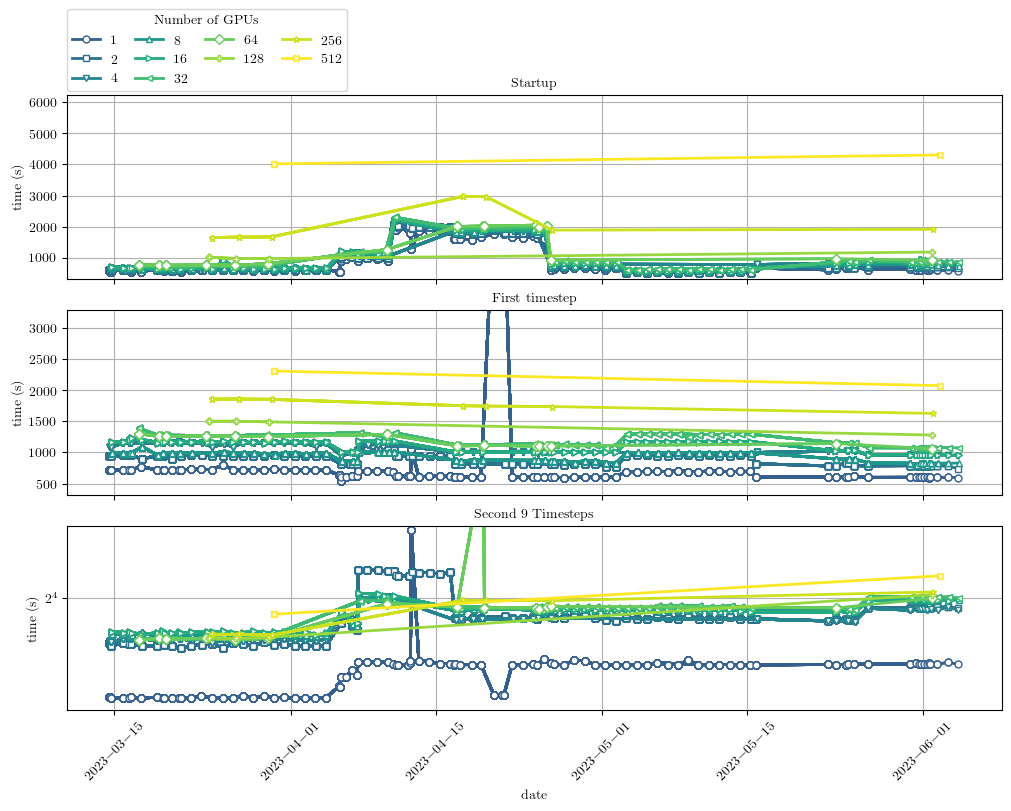 Number of GPUs
1 8 64 256
2 16 128 512
4 32
Startup
6000
5000
4000
3000
2000
1000
time (s)
First timestep
3000
2500
2000
1500
1000
500
time (s)
Second 9 Timesteps
2⁴
time (s)
2023−03−15 2023−04−01 2023−04−15 2023−05−01 2023−05−15 2023−06−01
date